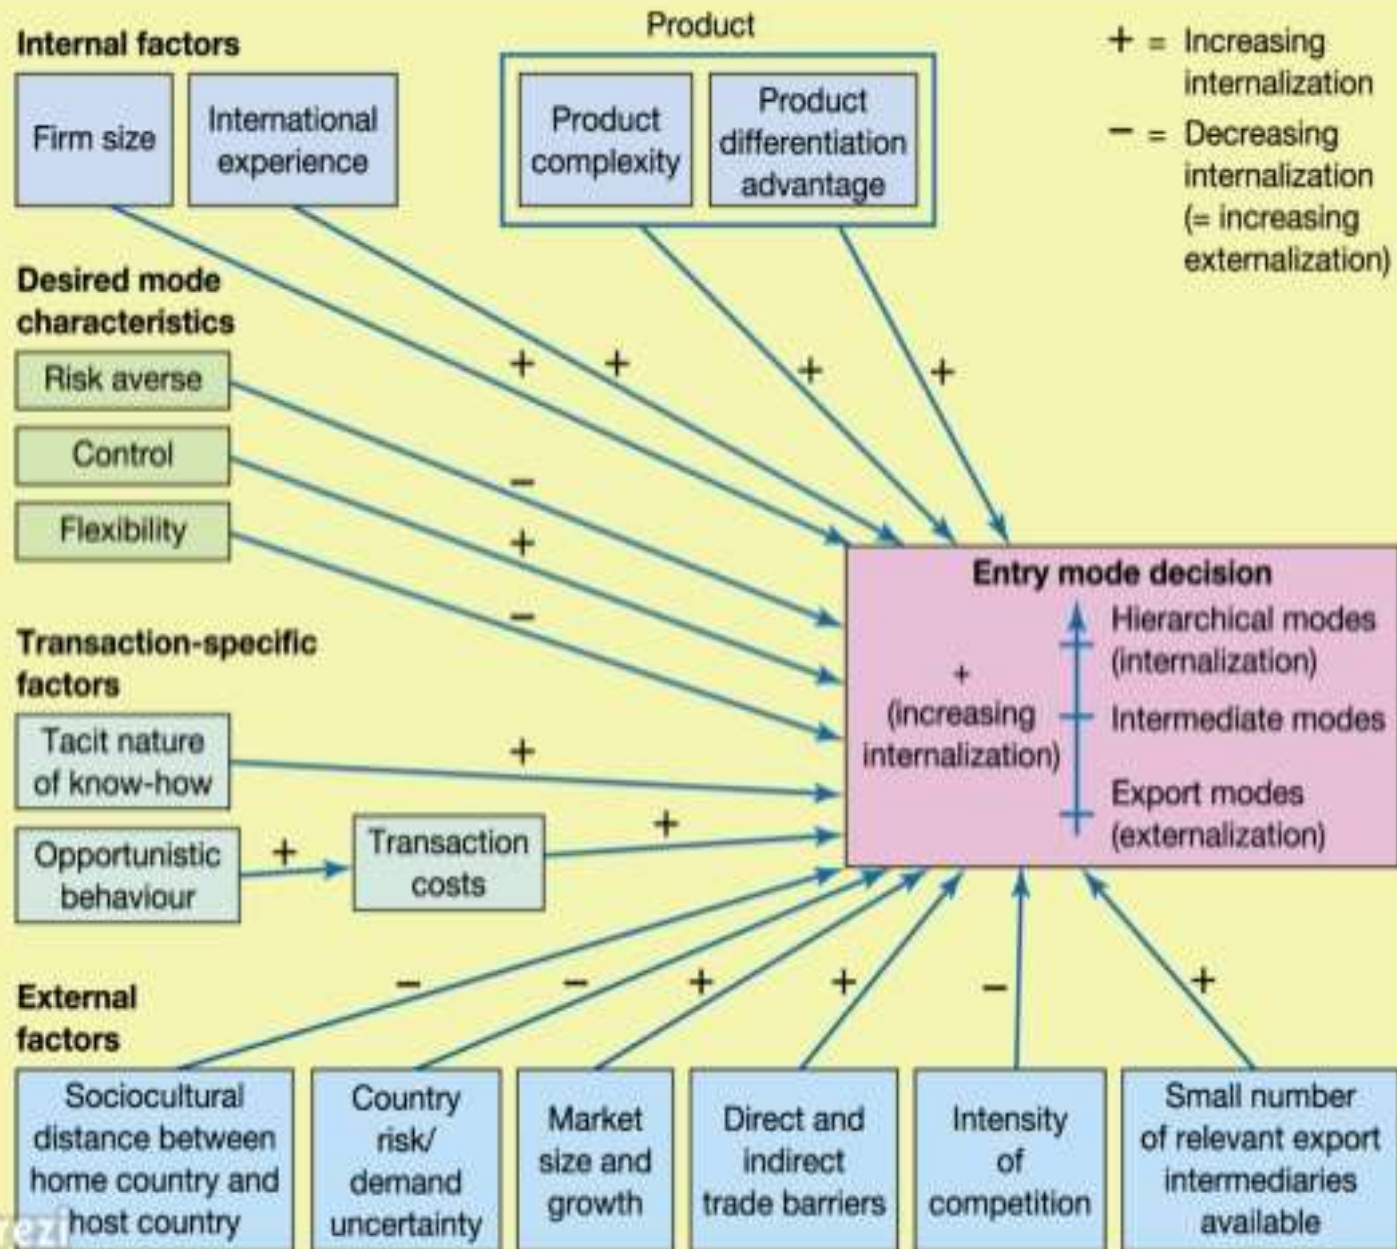 Internal factors
Firm size
International
experience
Product
Product
complexity
Product
differentiation
advantage
+ = Increasing
internalization
− = Decreasing
internalization
(= increasing
externalization)
Desired mode
characteristics
Risk averse
Control
Flexibility
+
+
+
+
−
+
−
Transaction-specific
factors
Tacit nature
of know-how
+
Opportunistic
behaviour
+
Transaction
costs
+
Entry mode decision
+
(increasing
internalization)
Hierarchical modes
(internalization)
Intermediate modes
Export modes
(externalization)
External
factors
−
−
+
+
−
+
Sociocultural
distance between
home country and
host country
Country
risk/
demand
uncertainty
Market
size and
growth
Direct and
indirect
trade barriers
Intensity
of
competition
Small number
of relevant export
intermediaries
available